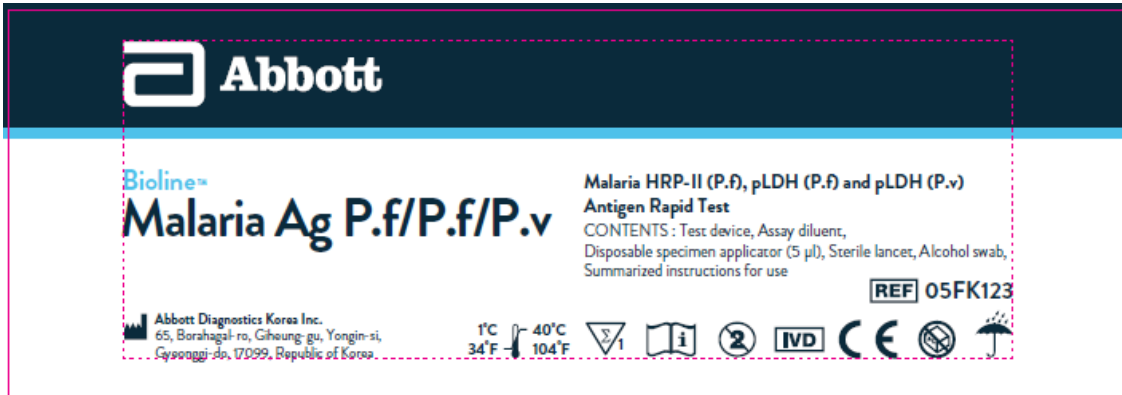 Abbott
Bioline™
Malaria Ag P.f/P.f/P.v
Malaria HRP-II (P.f), pLDH (P.f) and pLDH (P.v)
Antigen Rapid Test
CONTENTS : Test device, Assay diluent,
Disposable specimen applicator (5 µl), Sterile lancet, Alcohol swab,
Summarized instructions for use
REF 05FK123
Abbott Diagnostics Korea Inc.
65, Borahagal-ro, Giheung-gu, Yongin-si,
Gyeonggi-do, 17099, Republic of Korea
1°C 40°C
34°F 104°F
Σ 1
i
2
IVD
CE